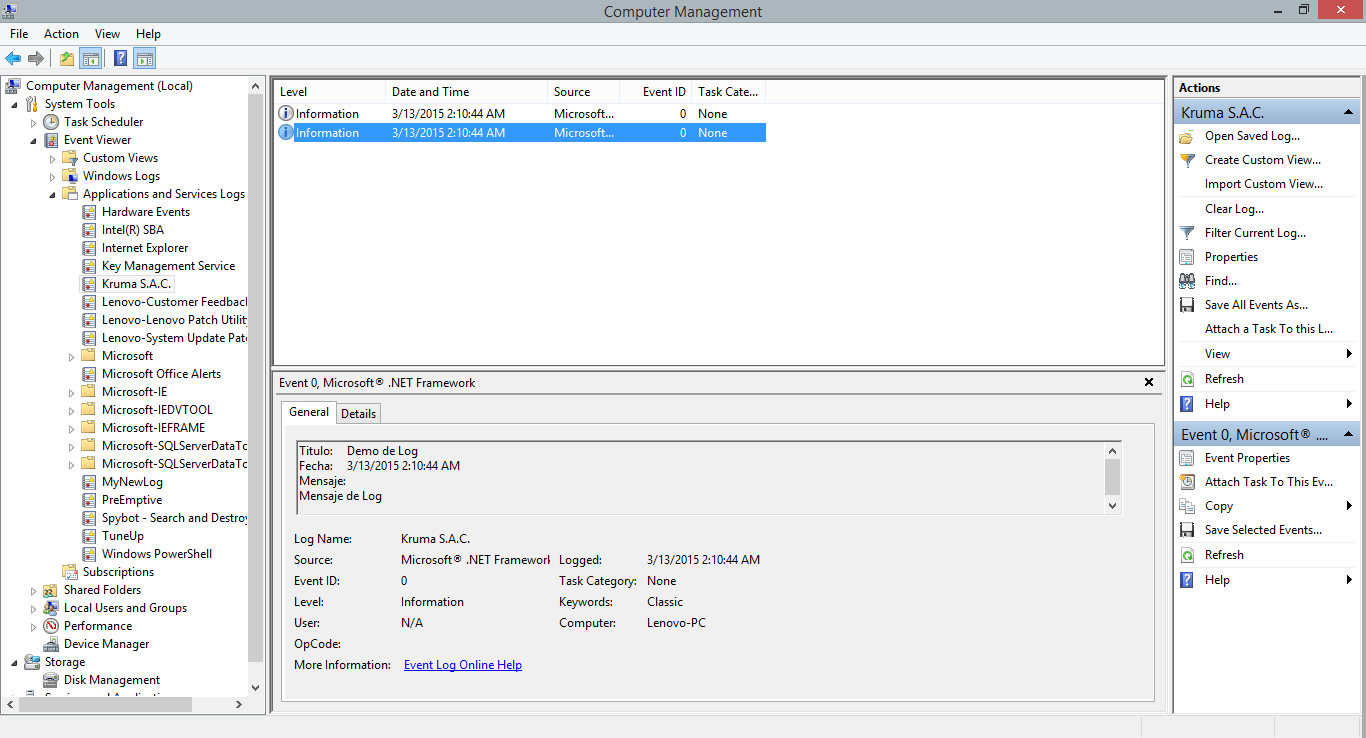 Computer Management
File Action View Help
Computer Management (Local)
System Tools
Task Scheduler
Event Viewer
Custom Views
Windows Logs
Applications and Services Logs
Hardware Events
Intel(R) SBA
Internet Explorer
Key Management Service
Kruma S.A.C.
Lenovo-Customer Feedback
Lenovo-Lenovo Patch Utilit
Lenovo-System Update Pat
Microsoft
Microsoft Office Alerts
Microsoft-IE
Microsoft-IEDVTOOL
Microsoft-IEFRAME
Microsoft-SQLServerDataTo
Microsoft-SQLServerDataTo
MyNewLog
PreEmptive
Spybot - Search and Destroy
TuneUp
Windows PowerShell
Subscriptions
Shared Folders
Local Users and Groups
Performance
Device Manager
Storage
Disk Management
Level Date and Time Source Event ID Task Cate...
Information 3/13/2015 2:10:44 AM Microsoft... 0 None
Information 3/13/2015 2:10:44 AM Microsoft... 0 None
Event 0, Microsoft® .NET Framework
General Details
Titulo: Demo de Log
Fecha: 3/13/2015 2:10:44 AM
Mensaje:
Mensaje de Log
Log Name: Kruma S.A.C.
Source: Microsoft® .NET Framework Logged: 3/13/2015 2:10:44 AM
Event ID: 0 Task Category: None
Level: Information Keywords: Classic
User: N/A Computer: Lenovo-PC
OpCode:
More Information: Event Log Online Help
Actions
Kruma S.A.C.
Open Saved Log...
Create Custom View...
Import Custom View...
Clear Log...
Filter Current Log...
Properties
Find...
Save All Events As...
Attach a Task To this L...
View
Refresh
Help
Event 0, Microsoft® ....
Event Properties
Attach Task To This Ev...
Copy
Save Selected Events...
Refresh
Help